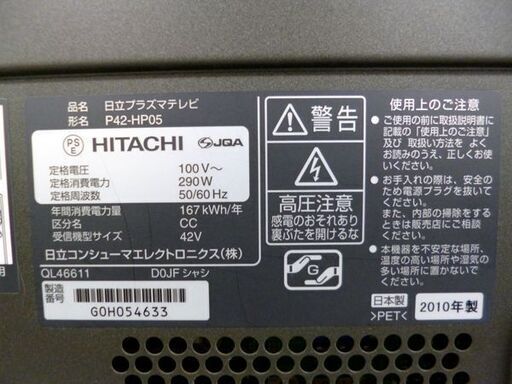 品名 日立プラズマテレビ
形名 P42-HP05
PS
E
HITACHI JQA
定格電圧 100V～
定格消費電力 290W
定格周波数 50/60Hz
年間消費電力量 167kWh/年
区分名 CC
受信機型サイズ 42V
日立コンシューマエレクトロニクス(株)
QL46611 D0JFシャシ
製造
番号
G0H054633
警告
高圧注意
感電のおそれあり
裏ぶたを開けるな
G
使用上のご注意
●ご使用の前に取扱説明書に
記載の「使用上のご注意」
及び「取扱い方法を よく
お読みのうえ、正しくお使
いください。
●お手入れの際は、安全の
ため電源プラグを抜いて
ください。
また、内部の掃除をする
ときは販売店にご相談
ください。
●本機器を不安定な場所、
温度の高い場所や湿気の
多い場所に置かないで
ください。
日本製
>PET<
2010年製
用